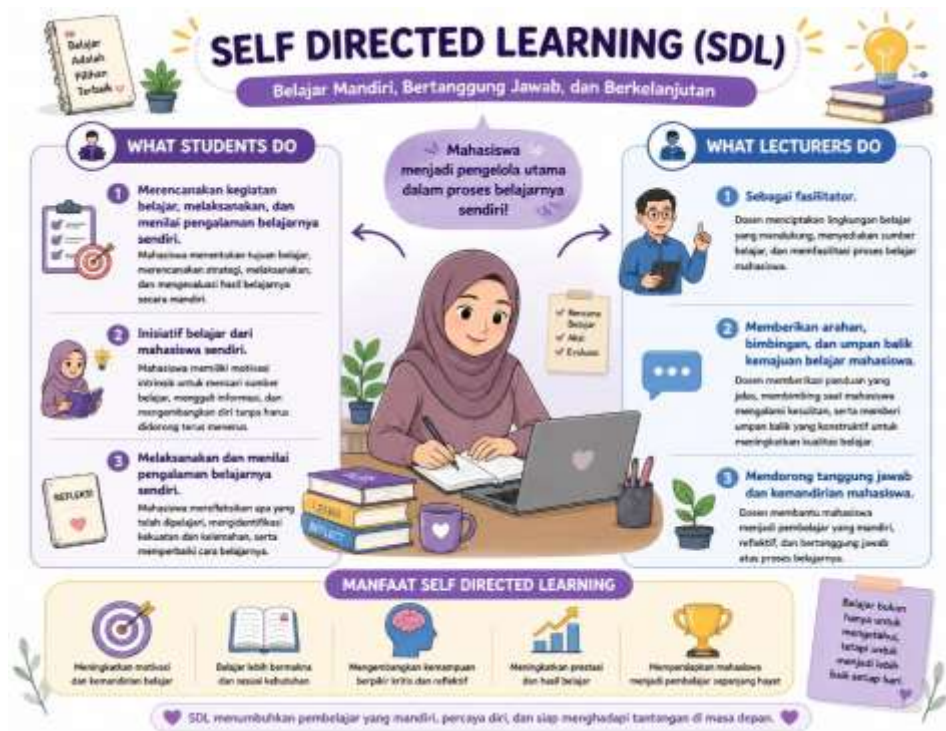 Belajar
Adalah
Pilihan
Terbaik
SELF DIRECTED LEARNING (SDL)
Belajar Mandiri, Bertanggung Jawab, dan Berkelanjutan
Mahasiswa
menjadi pengelola utama
dalam proses belajarnya
sendiri!
WHAT STUDENTS DO
1
Merencanakan kegiatan
belajar, melaksanakan, dan
menilai pengalaman belajarnya
sendiri.
Mahasiswa menentukan tujuan belajar,
merencanakan strategi, melaksanakan,
dan mengevaluasi hasil belajarnya
secara mandiri.
2
Inisiatif belajar dari
mahasiswa sendiri.
Mahasiswa memiliki motivasi
intrinsik untuk mencari sumber
belajar, menggali informasi, dan
mengembangkan diri tanpa harus
didorong terus menerus.
REFLEKSI
3
Melaksanakan dan menilai
pengalaman belajarnya
sendiri.
Mahasiswa merefleksikan apa yang
telah dipelajari, mengidentifikasi
kekuatan dan kelemahan, serta
memperbaiki cara belajarnya.
Rencana
Belajar
Aksi
Evaluasi
LEARN
REFLECT
WHAT LECTURERS DO
1
Sebagai fasilitator.
Dosen menciptakan lingkungan belajar
yang mendukung, menyediakan sumber
belajar, dan memfasilitasi proses belajar
mahasiswa.
2
Memberikan arahan,
bimbingan, dan umpan balik
kemajuan belajar mahasiswa.
Dosen memberikan panduan yang
jelas, membimbing saat mahasiswa
mengalami kesulitan, serta memberi
umpan balik yang konstruktif untuk
meningkatkan kualitas belajar.
3
Mendorong tanggung jawab
dan kemandirian mahasiswa.
Dosen membantu mahasiswa
menjadi pembelajar yang mandiri,
reflektif, dan bertanggung jawab
atas proses belajarnya.
MANFAAT SELF DIRECTED LEARNING
Meningkatkan motivasi
dan kemandirian belajar
Belajar lebih bermakna
dan sesuai kebutuhan
Mengembangkan kemampuan
berpikir kritis dan reflektif
Meningkatkan prestasi
dan hasil belajar
Mempersiapkan mahasiswa
menjadi pembelajar sepanjang hayat
Belajar bukan
hanya untuk
mengetahui,
tetapi untuk
menjadi lebih
baik setiap hari.
SDL menumbuhkan pembelajar yang mandiri, percaya diri, dan siap menghadapi tantangan di masa depan.